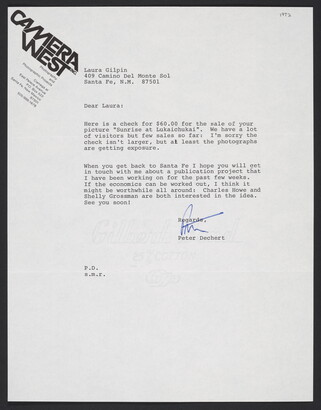 1973
CAMERA
WEST
Laura Gilpin
409 Camino Del Monte Sol
Santa Fe, N.M. 87501
Dear Laura:
Here is a check for $60.00 for the sale of your
picture "Sunrise at Lukaichukai". We have a lot
of visitors but few sales so far: I'm sorry the
check isn't larger, but at least the photographs
are getting exposure.
When you get back to Santa Fe I hope you will get
in touch with me about a publication project that
I have been working on for the past few weeks.
If the economics can be worked out, I think it
might be worthwhile all around: Charles Rowe and
Shelly Grossman are both interested in the idea.
See you soon!
Regards,
Peter Dechert
P.D.
s.m.r.